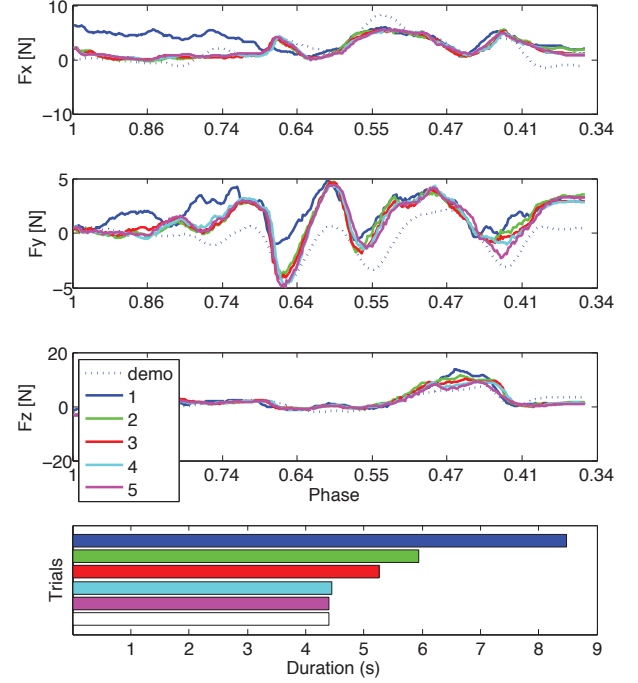 10
0
−10
Fx [N]
1 0.86 0.74 0.64 0.55 0.47 0.41 0.34
5
0
−5
Fy [N]
1 0.86 0.74 0.64 0.55 0.47 0.41 0.34
20
0
−20
Fz [N]
demo
1
2
3
4
5
0.74 0.64 0.55 0.47 0.41 0.34
Phase
Trials
1 2 3 4 5 6 7 8 9
Duration (s)